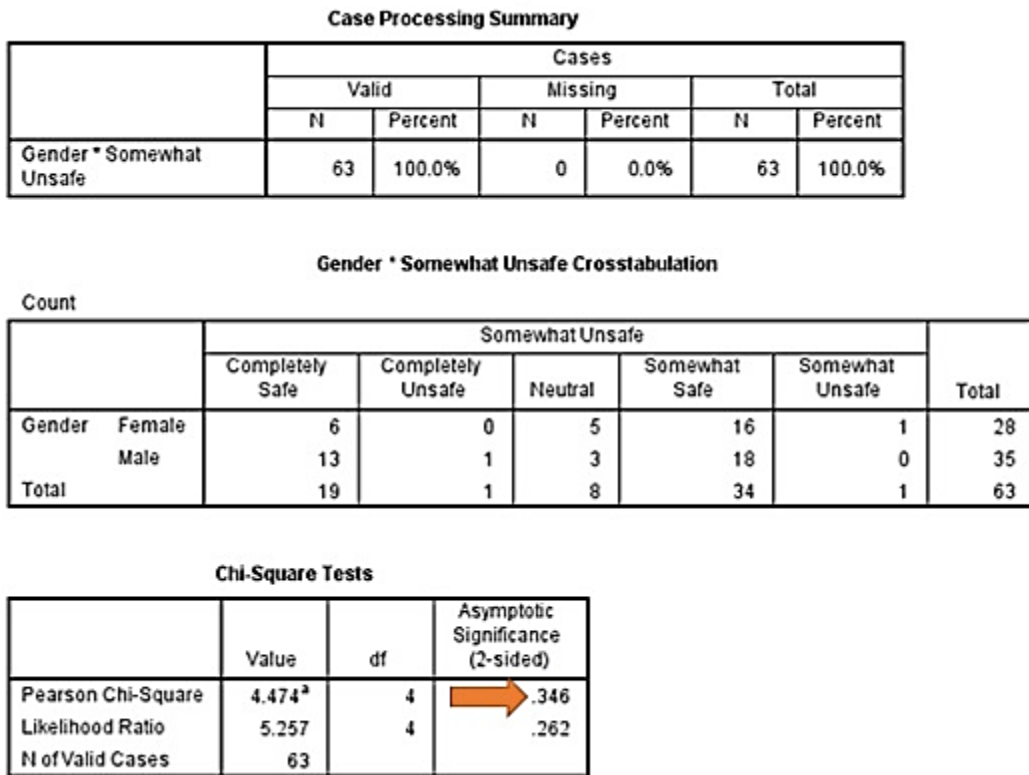 Case Processing Summary
Cases
Valid Missing Total
N Percent N Percent N Percent
Gender * Somewhat
Unsafe 63 100.0% 0 0.0% 63 100.0%
Gender * Somewhat Unsafe Crosstabulation
Count
Somewhat Unsafe
Completely Safe Completely Unsafe Neutral Somewhat Safe Somewhat Unsafe Total
Gender Female 6 0 5 16 1 28
Male 13 1 3 18 0 35
Total 19 1 8 34 1 63
Chi-Square Tests
Value df Asymptotic Significance (2-sided)
Pearson Chi-Square 4.474a 4 .346
Likelihood Ratio 5.257 4 .262
N of Valid Cases 63